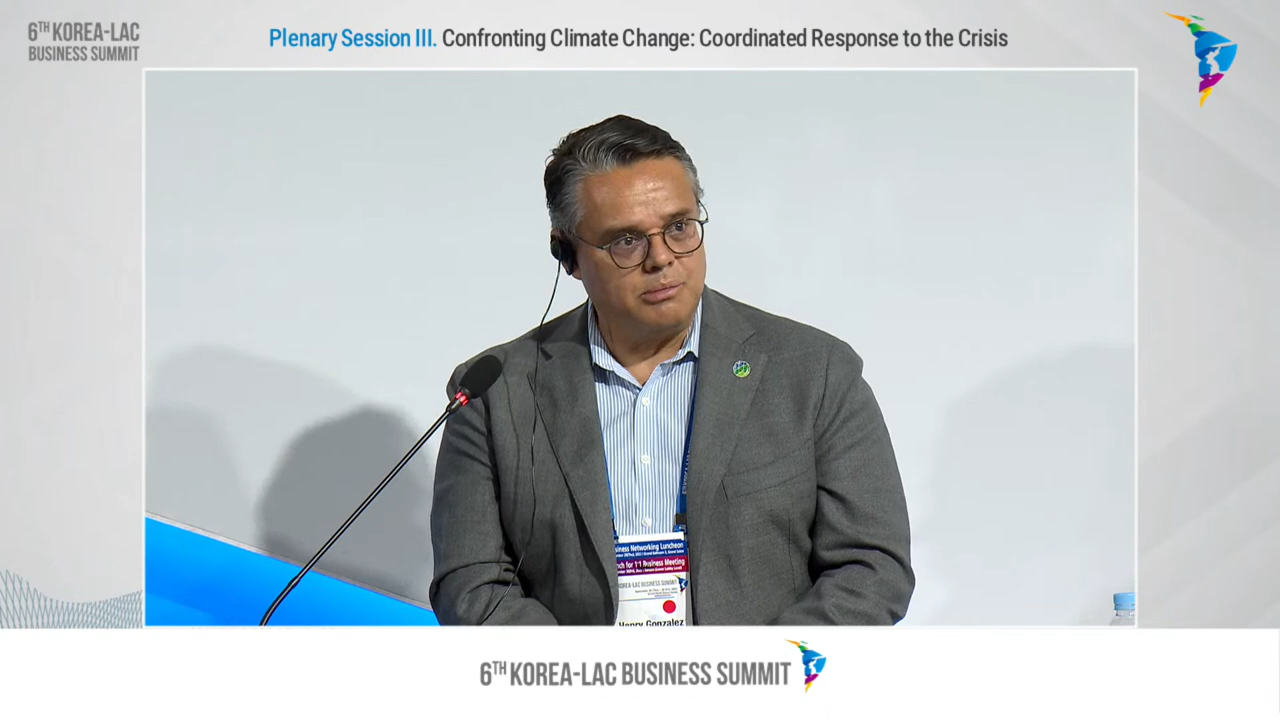 6TH KOREA-LAC
BUSINESS SUMMIT
Plenary Session III. Confronting Climate Change: Coordinated Response to the Crisis
Business Networking Luncheon
1:1 Business Meeting
KOREA-LAC BUSINESS SUMMIT
Henry Gonzalez
6TH KOREA-LAC BUSINESS SUMMIT